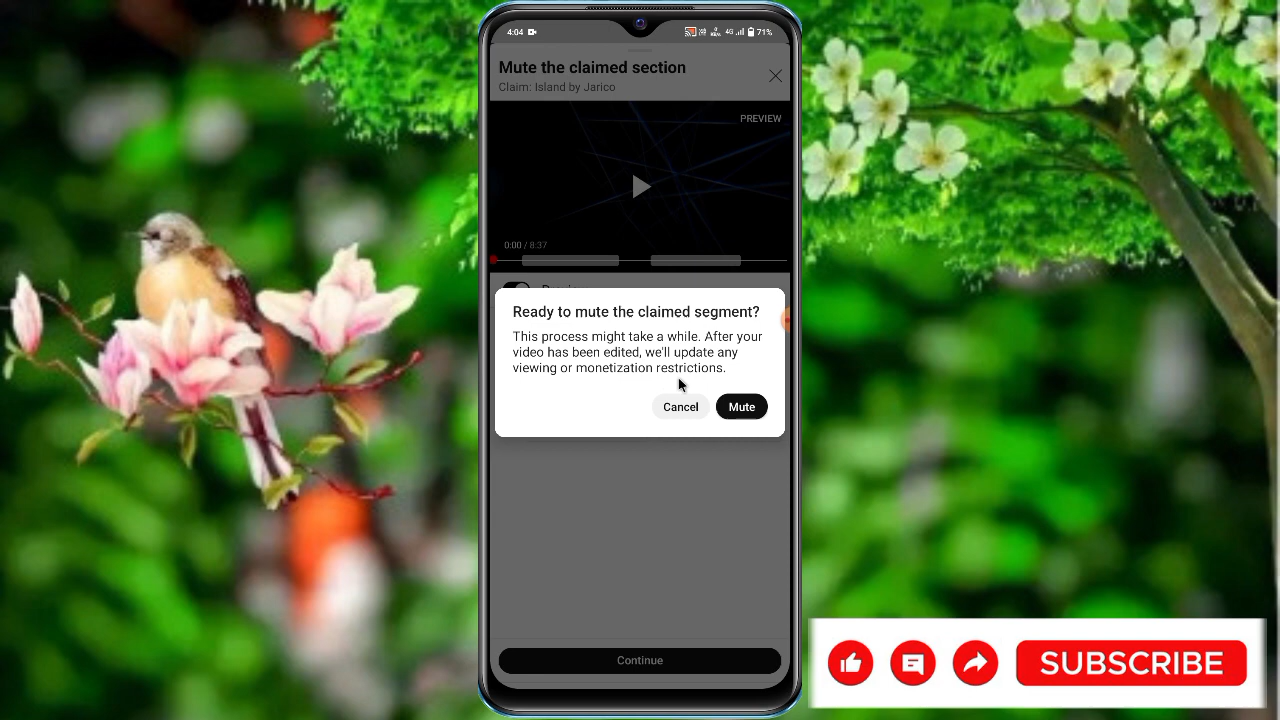 4:04
4G
71%
Mute the claimed section
Claim: Island by Jarico
PREVIEW
0:00 / 8:37
Ready to mute the claimed segment?
This process might take a while. After your
video has been edited, we'll update any
viewing or monetization restrictions.
Cancel
Mute
Continue
SUBSCRIBE